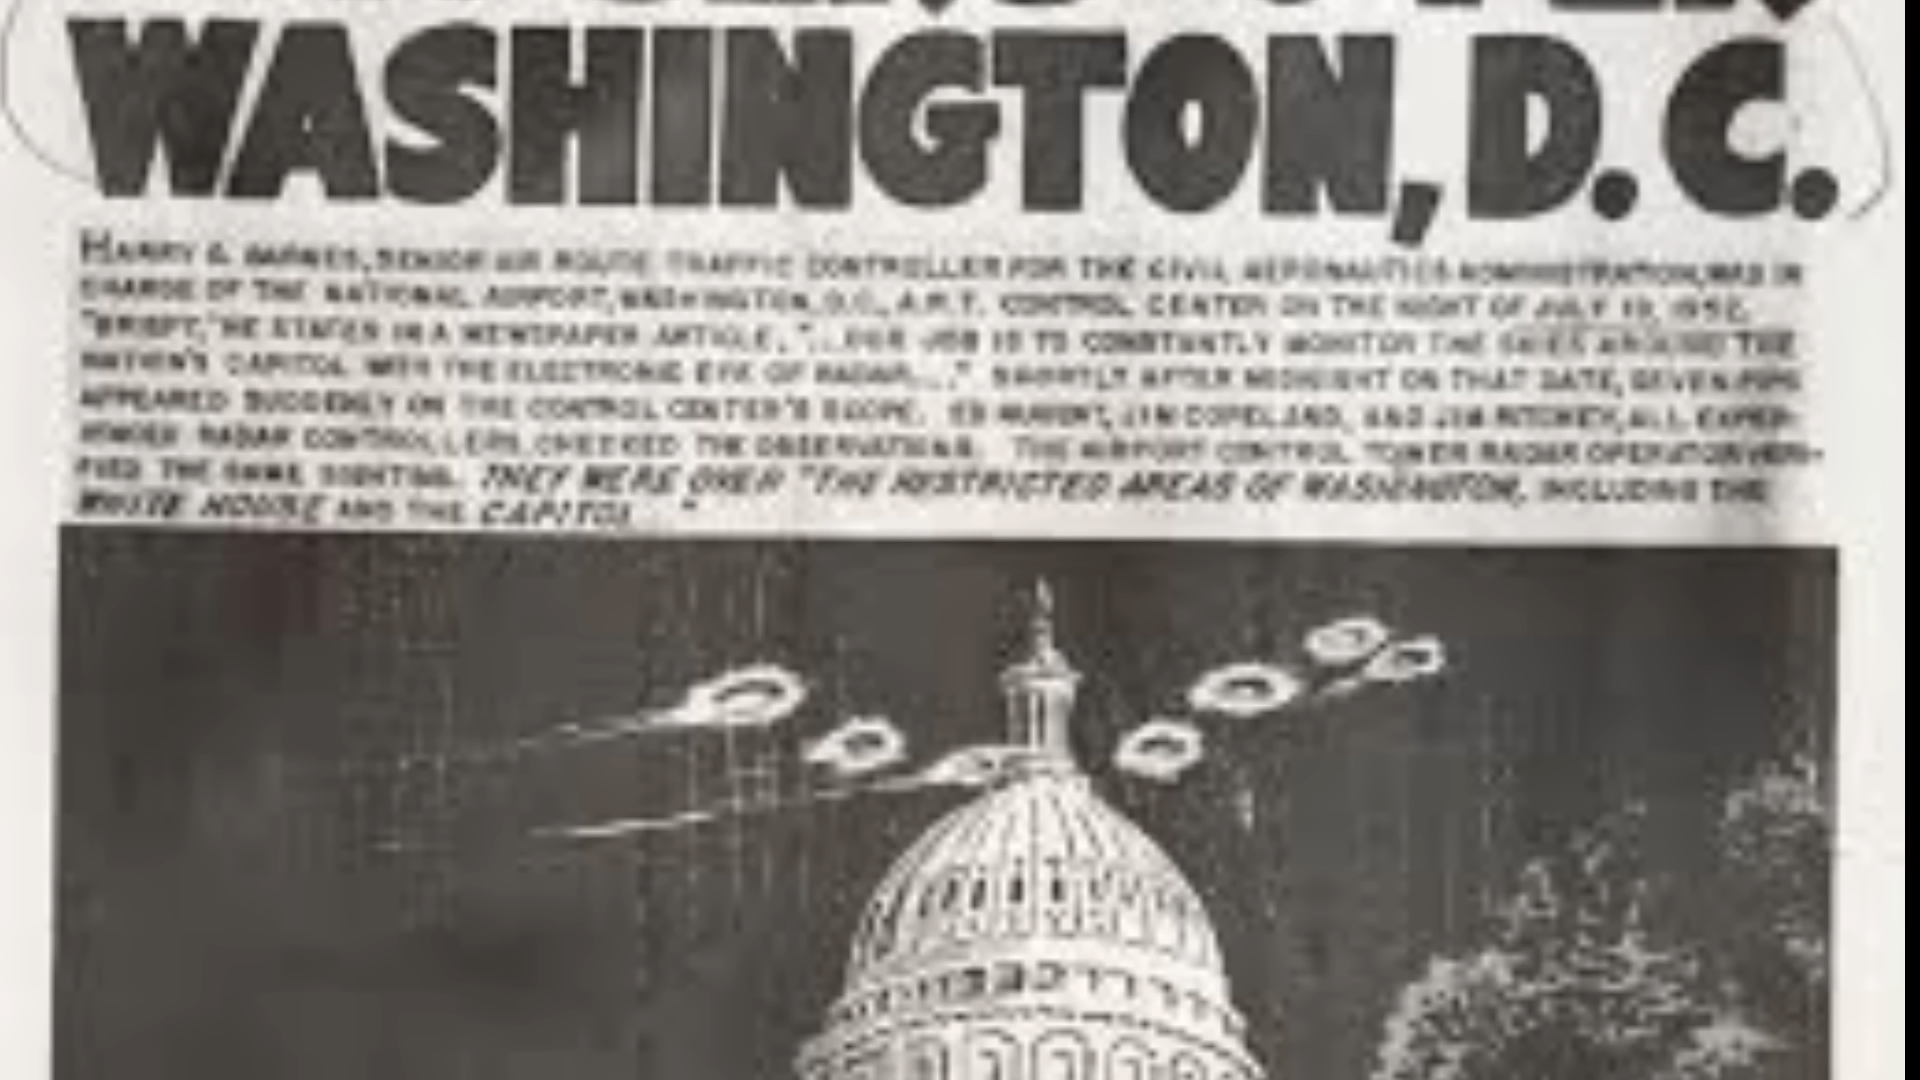 WASHINGTON, D.C.
HARRY G. BARNES, SENIOR AIR ROUTE TRAFFIC CONTROLLER FOR THE CIVIL AERONAUTICS ADMINISTRATION, WAS IN
CHARGE OF THE NATIONAL AIRPORT, WASHINGTON, D.C., A.R.T. CONTROL CENTER ON THE NIGHT OF JULY 19, 1952.
HE STATES IN A NEWSPAPER ARTICLE, "...OUR JOB IS TO CONSTANTLY MONITOR THE SKIES AROUND THE
NATION'S CAPITOL WITH THE ELECTRONIC EYE OF RADAR..." SHORTLY AFTER MIDNIGHT ON THAT DATE, SEVEN PIPS
APPEARED SUDDENLY ON THE CONTROL CENTER'S SCOPE. ED JIM COPELAND, AND JIM RITCHEY, ALL EXPER-
IENCED RADAR CONTROLLERS, CHECKED THE OBSERVATIONS. THE AIRPORT CONTROL TOWER RADAR OPERATOR VERI-
FIED THE SAME SIGHTING. THEY WERE OVER "THE RESTRICTED AREAS OF WASHINGTON, INCLUDING THE
WHITE HOUSE AND THE CAPITOL